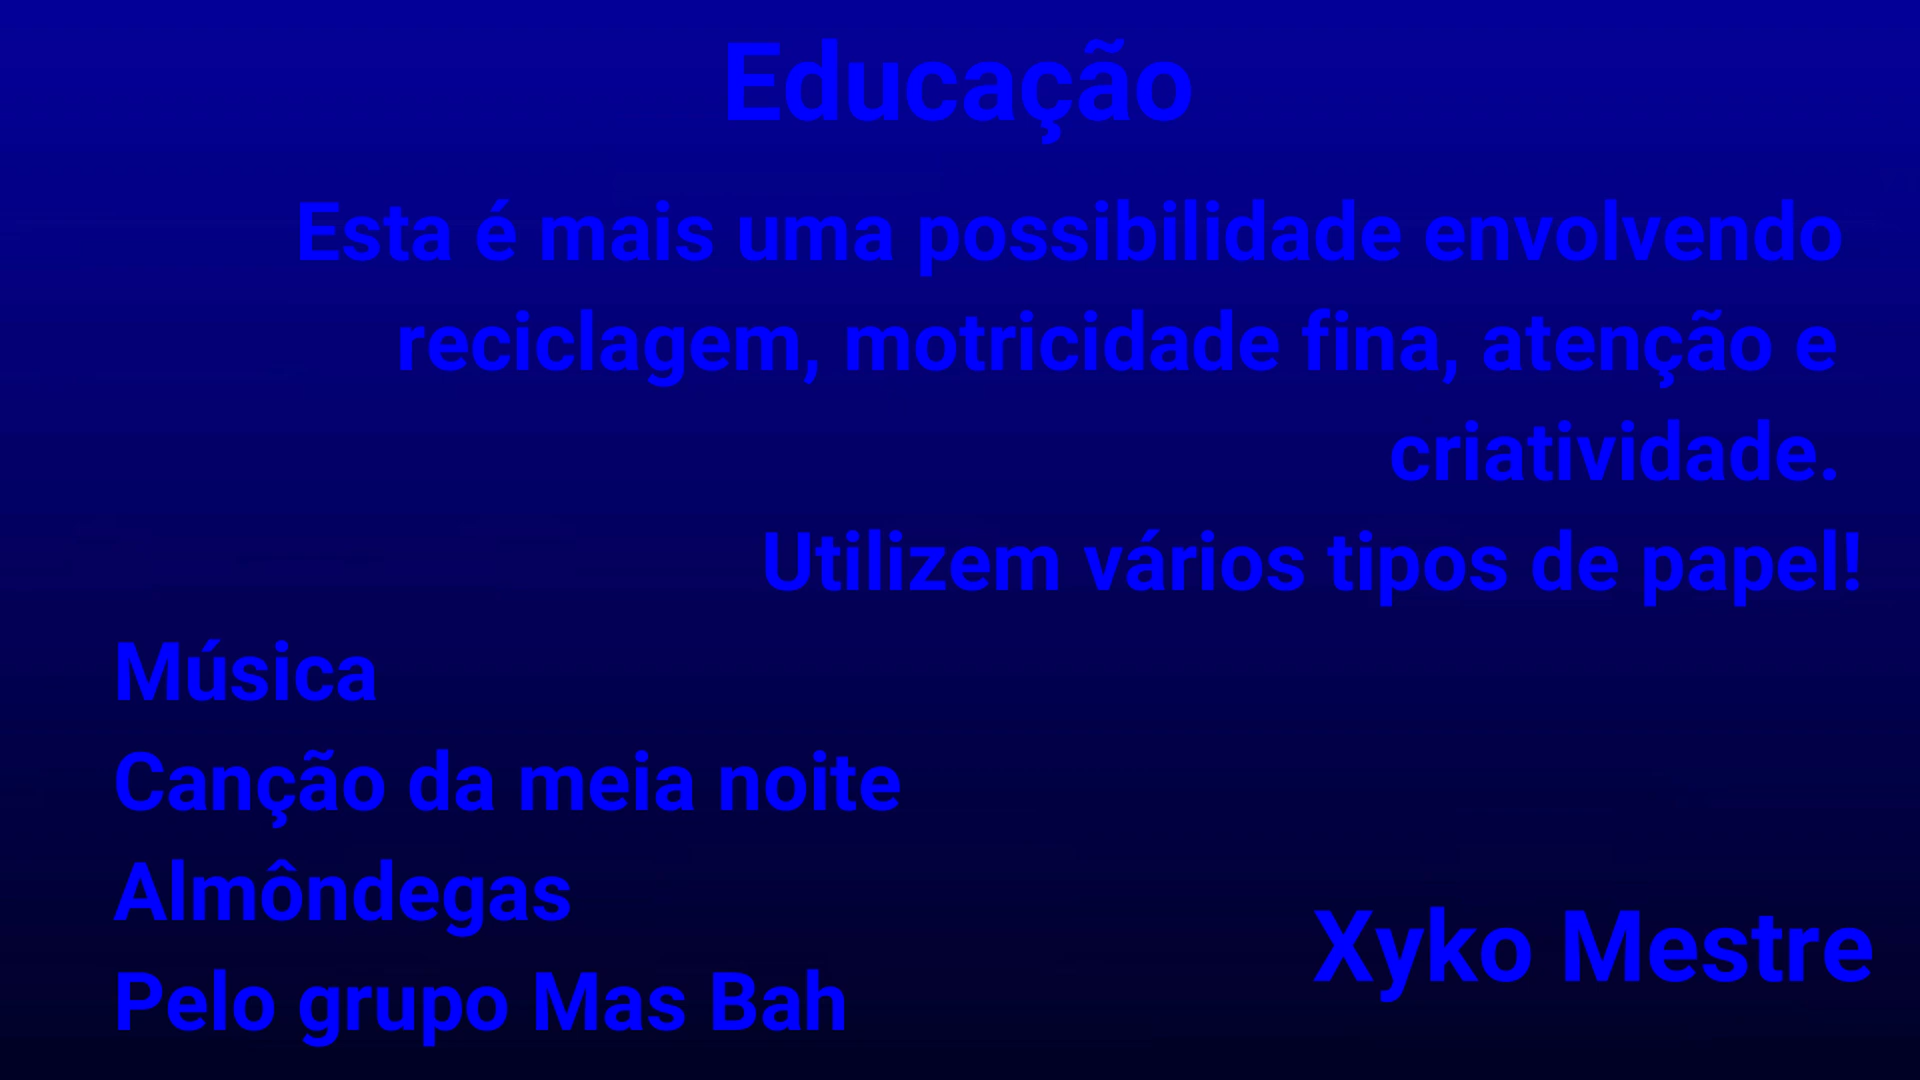 Educação
Esta é mais uma possibilidade envolvendo
reciclagem, motricidade fina, atenção e
criatividade.
Utilizem vários tipos de papel!
Música
Canção da meia noite
Almôndegas
Pelo grupo Mas Bah
Xyko Mestre